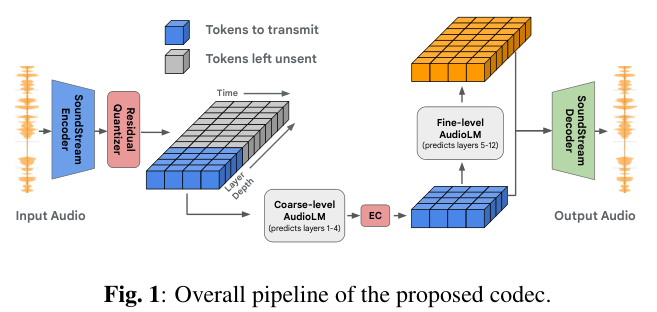 Tokens to transmit
Tokens left unsent
SoundStream
Encoder
Residual
Quantizer
Time
Layer
Depth
Input Audio
Coarse-level
AudioLM
(predicts layers 1-4)
EC
Fine-level
AudioLM
(predicts layers 5-12)
SoundStream
Decoder
Output Audio
Fig. 1: Overall pipeline of the proposed codec.